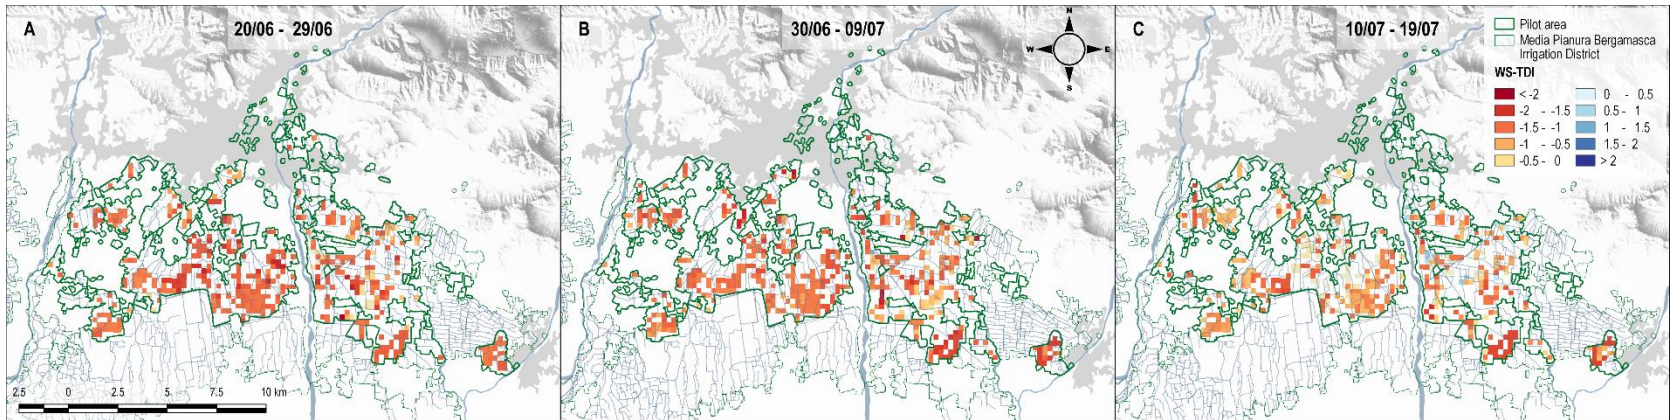 A
20/06 - 29/06
B
30/06 - 09/07
N
W
E
S
C
10/07 - 19/07
Pilot area
Media Pianura Bergamasca
Irrigation District
WS-TDI
< -2
-2 - -1.5
-1.5 - -1
-1 - -0.5
-0.5 - 0
0 - 0.5
0.5 - 1
1 - 1.5
1.5 - 2
> 2
2.5 0 2.5 5 7.5 10 km